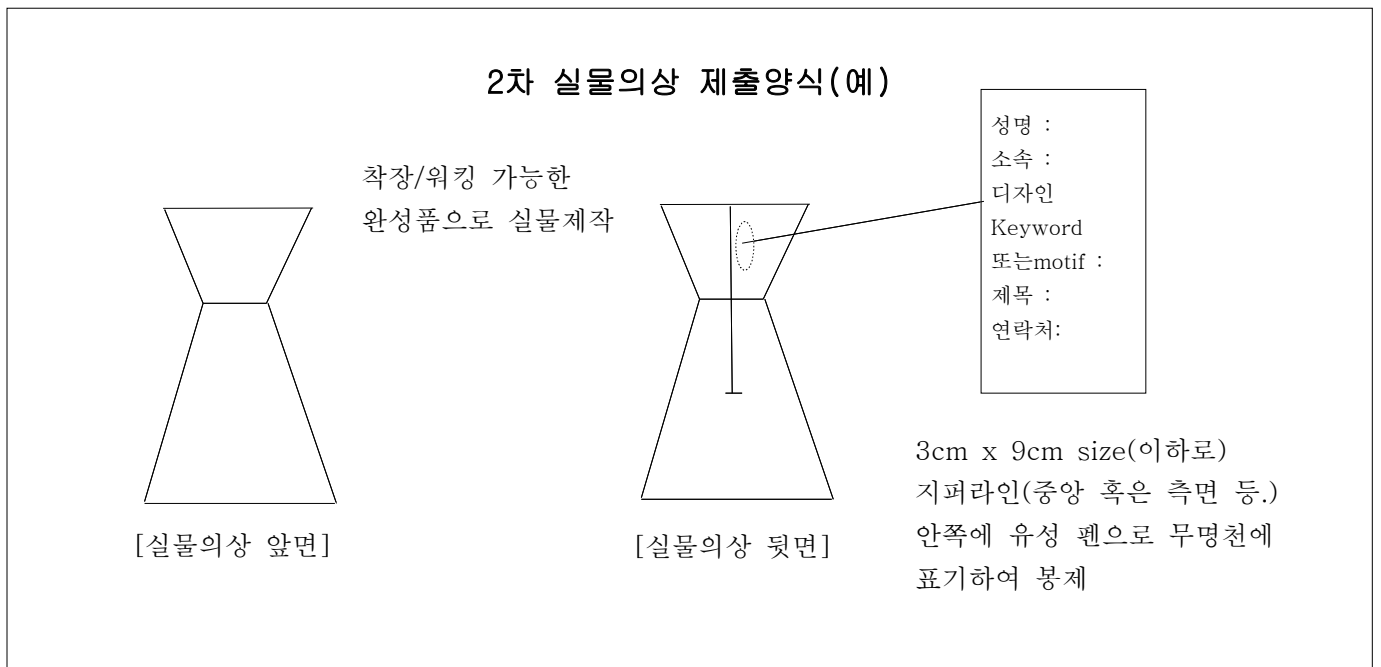 2차 실물의상 제출양식(예)
착장/워킹 가능한
완성품으로 실물제작
성명 :
소속 :
디자인
Keyword
또는motif :
제목 :
연락처:
[실물의상 앞면]
[실물의상 뒷면]
3cm x 9cm size(이하로)
지퍼라인(중앙 혹은 측면 등.)
안쪽에 유성 펜으로 무명천에
표기하여 봉제